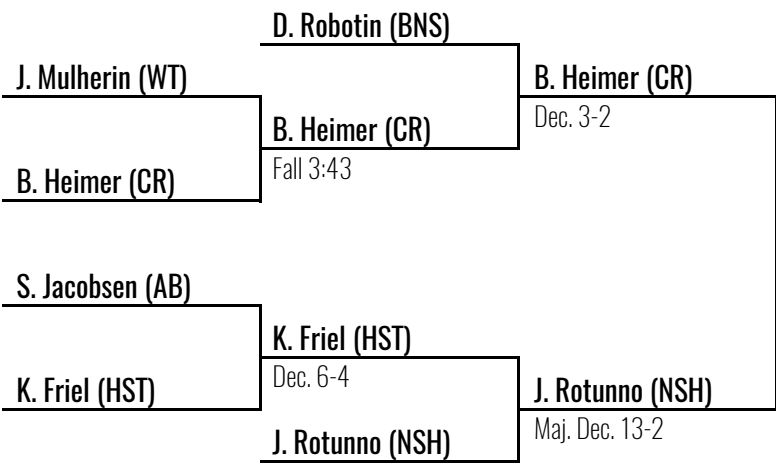 D. Robotin (BNS)
J. Mulherin (WT)
B. Heimer (CR)
Dec. 3-2
B. Heimer (CR)
Fall 3:43
B. Heimer (CR)
S. Jacobsen (AB)
K. Friel (HST)
Dec. 6-4
K. Friel (HST)
J. Rotunno (NSH)
Maj. Dec. 13-2
J. Rotunno (NSH)